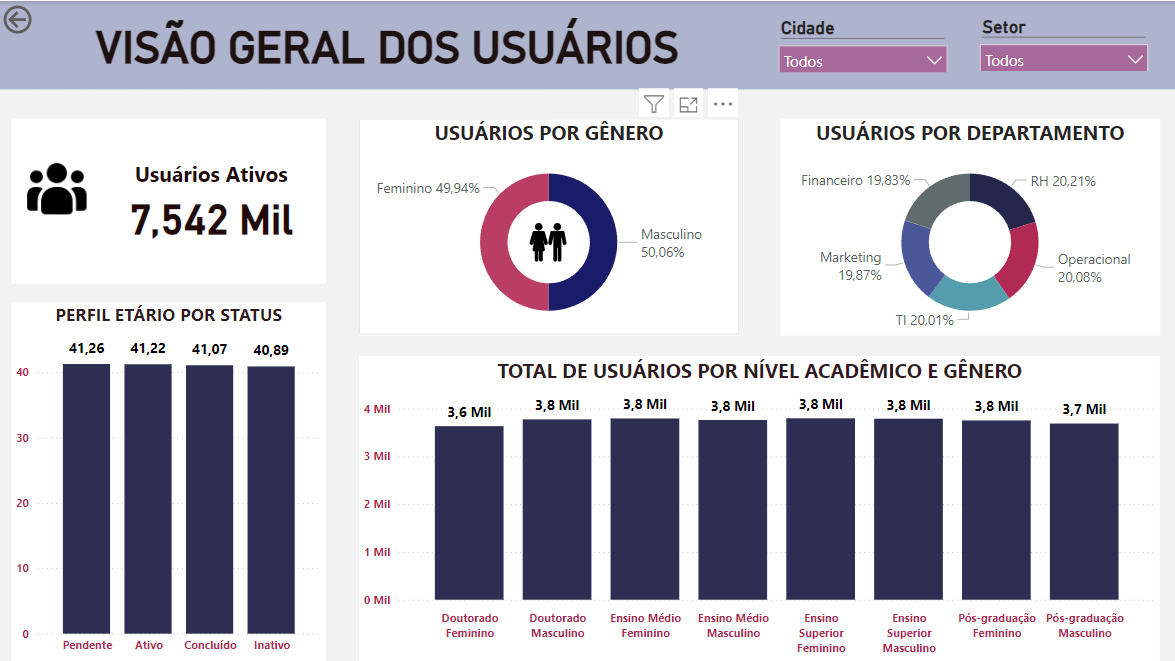 VISÃO GERAL DOS USUÁRIOS
Cidade
Todos
Setor
Todos
Usuários Ativos
7,542 Mil
USUÁRIOS POR GÊNERO
Feminino 49,94%
Masculino
50,06%
USUÁRIOS POR DEPARTAMENTO
Financeiro 19,83%
RH 20,21%
Marketing
19,87%
Operacional
20,08%
TI 20,01%
PERFIL ETÁRIO POR STATUS
41,26
41,22
41,07
40,89
40
30
20
10
0
Pendente
Ativo
Concluído
Inativo
TOTAL DE USUÁRIOS POR NÍVEL ACADÊMICO E GÊNERO
4 Mil
3 Mil
2 Mil
1 Mil
0 Mil
3,6 Mil
3,8 Mil
3,8 Mil
3,8 Mil
3,8 Mil
3,8 Mil
3,8 Mil
3,7 Mil
Doutorado
Feminino
Doutorado
Masculino
Ensino Médio
Feminino
Ensino Médio
Masculino
Ensino
Superior
Feminino
Ensino
Superior
Masculino
Pós-graduação
Feminino
Pós-graduação
Masculino